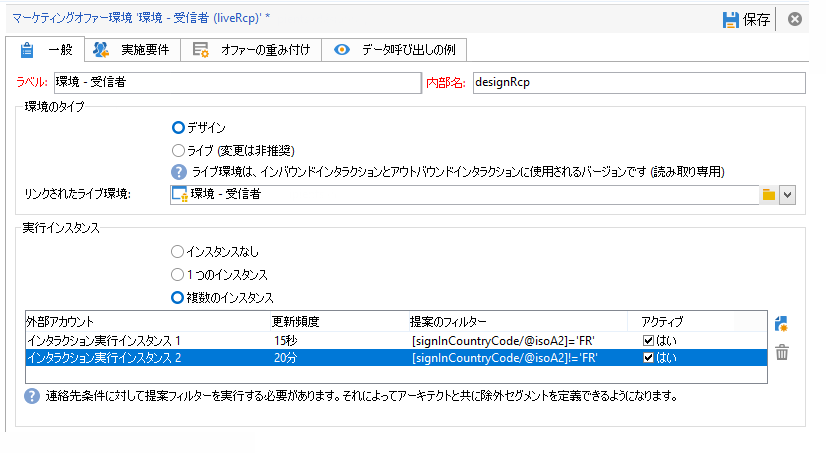 マーケティングオファー環境 '環境 - 受信者 (liveRcp)' *
保存
一般 実施要件 オファーの重み付け データ呼び出しの例
ラベル: 環境 - 受信者 内部名: designRcp
環境のタイプ
デザイン
ライブ (変更は非推奨)
ライブ環境は、インバウンドインタラクションとアウトバウンドインタラクションに使用されるバージョンです (読み取り専用)
リンクされたライブ環境: 環境 - 受信者
実行インスタンス
インスタンスなし
1 つのインスタンス
複数のインスタンス
外部アカウント 更新頻度 提案のフィルター アクティブ
インタラクション実行インスタンス 1 15秒 [signInCountryCode/@isoA2]='FR' はい
インタラクション実行インスタンス 2 20分 [signInCountryCode/@isoA2]!='FR' はい
連絡先条件に対して提案フィルターを実行する必要があります。それによってアーキテクトと共に除外セグメントを定義できるようになります。